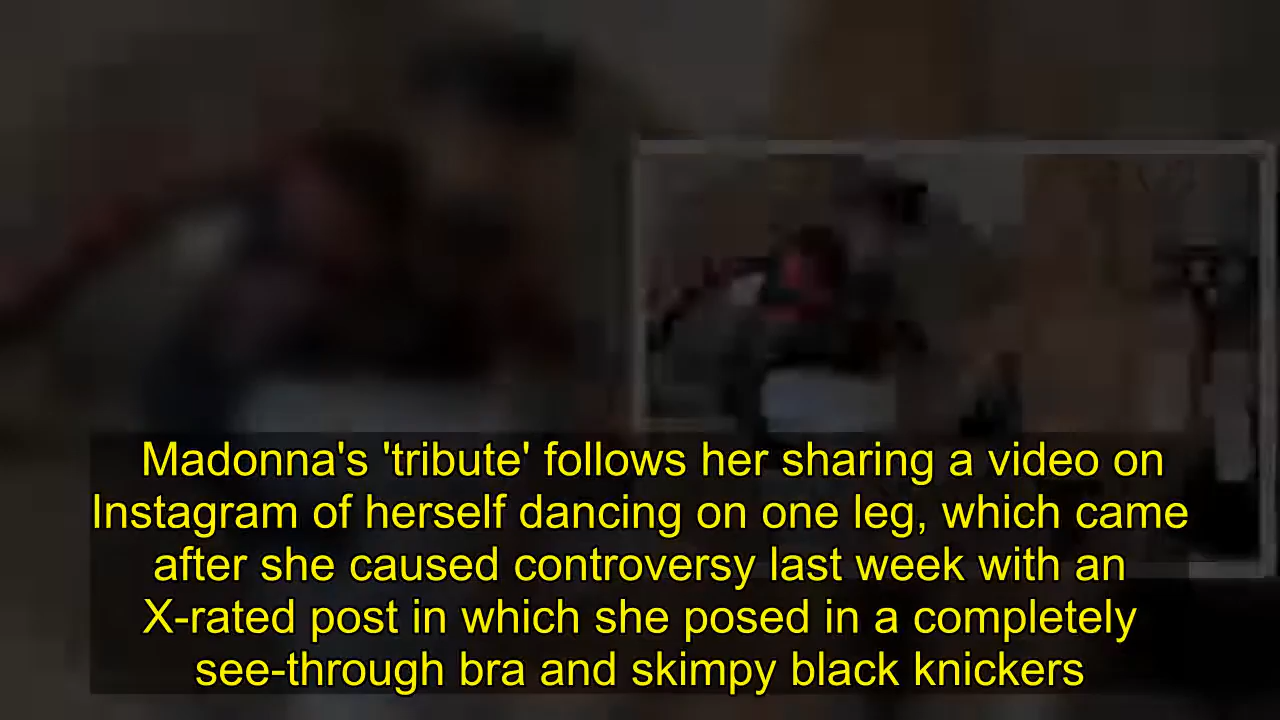 Madonna's 'tribute' follows her sharing a video on
Instagram of herself dancing on one leg, which came
after she caused controversy last week with an
X-rated post in which she posed in a completely
see-through bra and skimpy black knickers